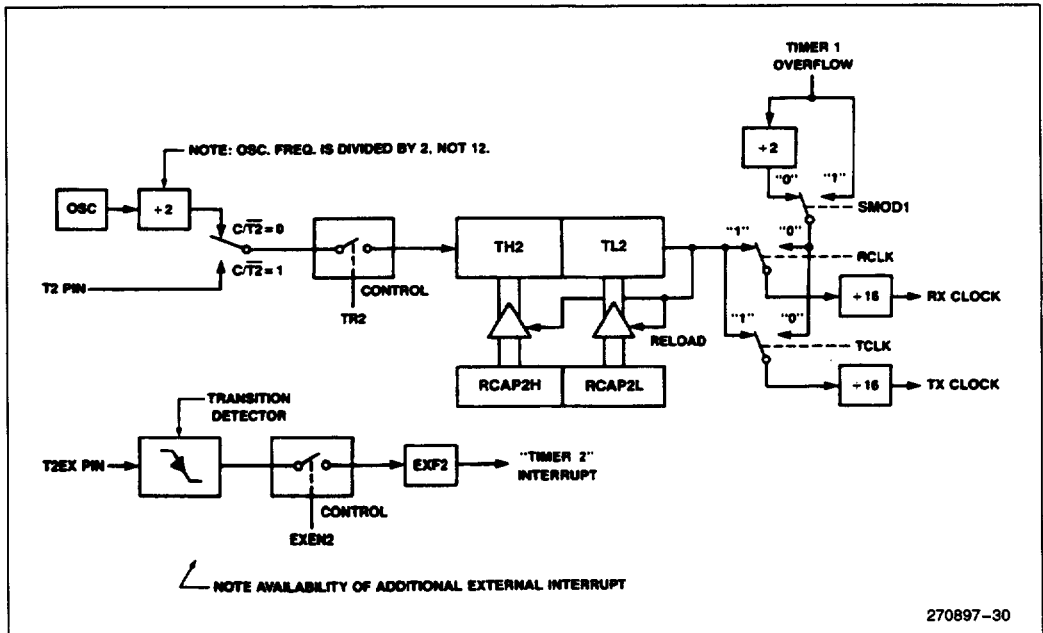 TIMER 1
OVERFLOW
NOTE: OSC. FREQ. IS DIVIDED BY 2, NOT 12.
÷2
"0"
"1"
SMOD1
OSC
÷2
C/T2̅ = 0
C/T2̅ = 1
T2 PIN
CONTROL
TR2
TH2
TL2
"1"
"0"
RCLK
÷16
RX CLOCK
RELOAD
"1"
"0"
TCLK
RCAP2H
RCAP2L
÷16
TX CLOCK
TRANSITION
DETECTOR
T2EX PIN
EXF2
"TIMER 2"
INTERRUPT
CONTROL
EXEN2
NOTE AVAILABILITY OF ADDITIONAL EXTERNAL INTERRUPT
270897–30